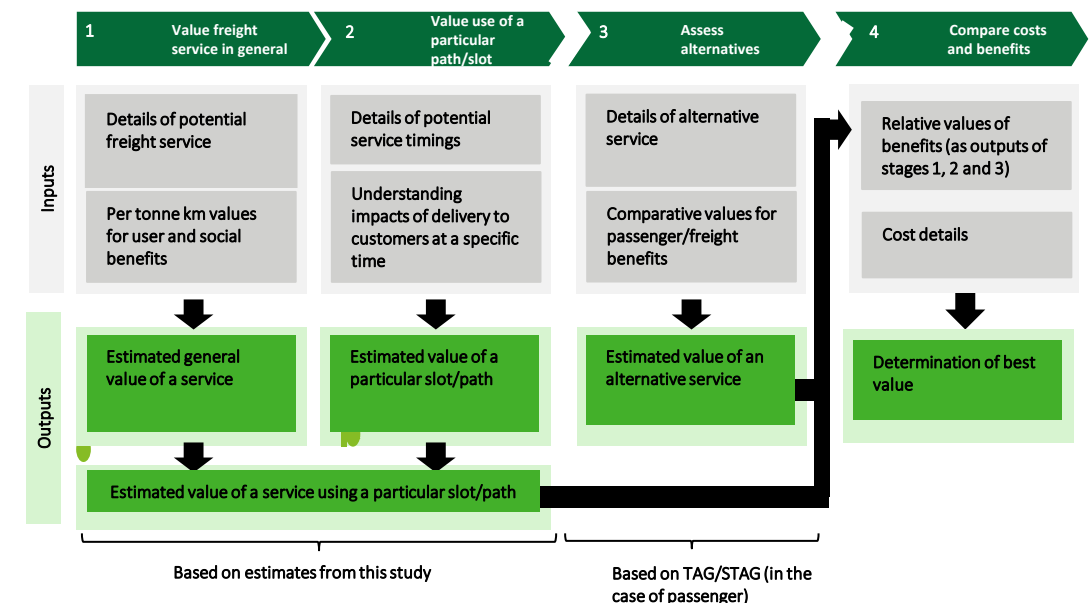 1
Value freight
service in general
2
Value use of a
particular
path/slot
3
Assess
alternatives
4
Compare costs
and benefits
Inputs
Details of potential
freight service
Per tonne km values
for user and social
benefits
Details of potential
service timings
Understanding
impacts of delivery to
customers at a specific
time
Details of alternative
service
Comparative values for
passenger/freight
benefits
Relative values of
benefits (as outputs of
stages 1, 2 and 3)
Cost details
Outputs
Estimated general
value of a service
Estimated value of a
particular slot/path
Estimated value of an
alternative service
Determination of best
value
Estimated value of a service using a particular slot/path
Based on estimates from this study
Based on TAG/STAG (in the
case of passenger)